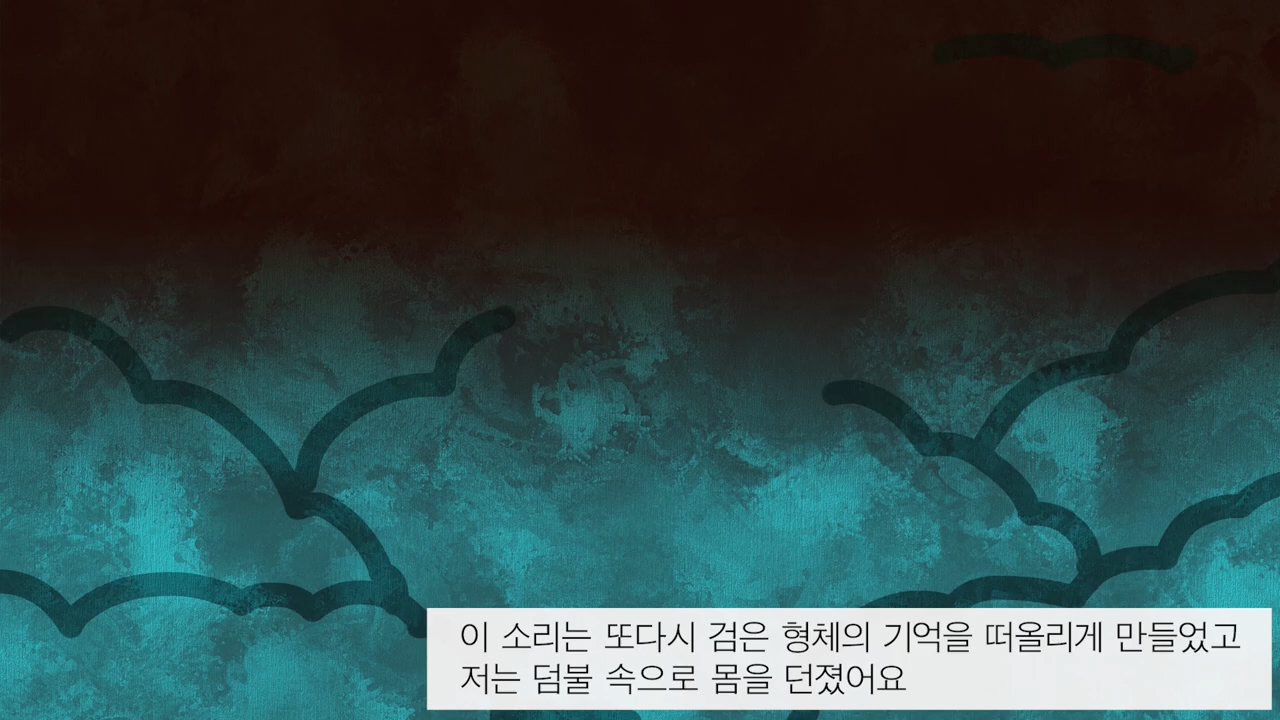 이 소리는 또다시 검은 형체의 기억을 떠올리게 만들었고
저는 덤불 속으로 몸을 던졌어요